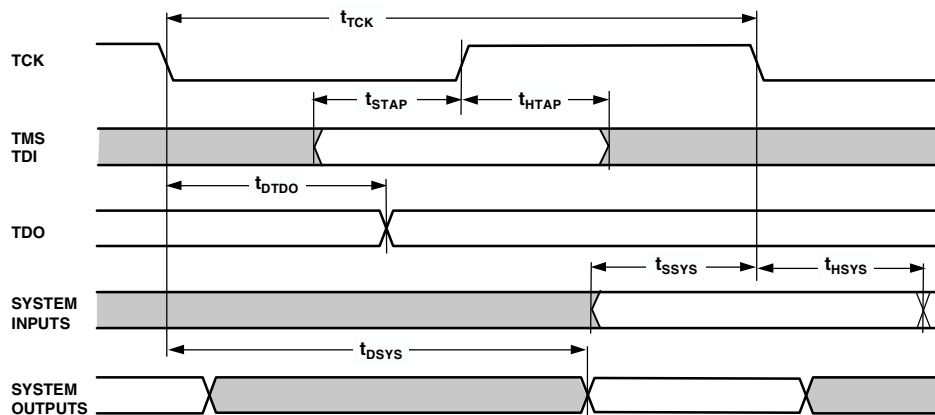 tTCK
TCK
tSTAP
tHTAP
TMS
TDI
tDTDO
TDO
tSSYS
tHSYS
SYSTEM
INPUTS
tDSYS
SYSTEM
OUTPUTS